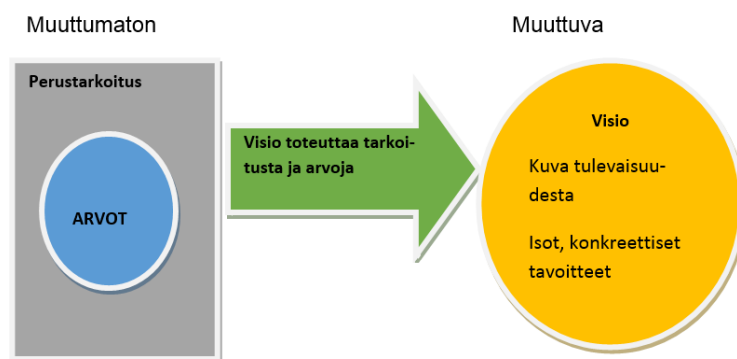 Muuttumaton
Muuttuva
Perustarkoitus
ARVOT
Visio toteuttaa tarkoi-
tusta ja arvoja
Visio
Kuva tulevaisuu-
desta
Isot, konkreettiset
tavoitteet